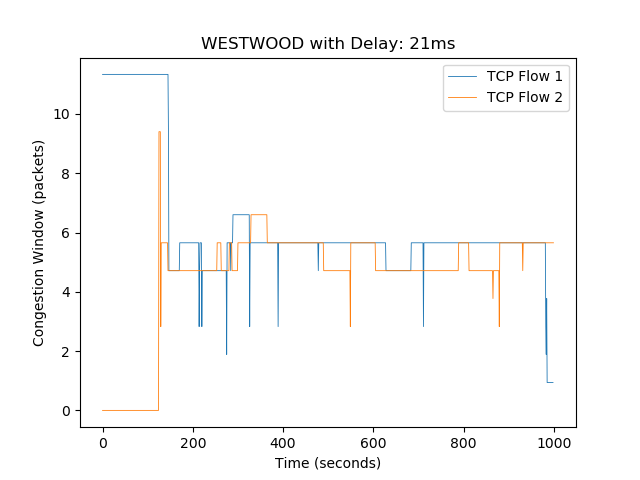 WESTWOOD with Delay: 21ms
TCP Flow 1
TCP Flow 2
Congestion Window (packets)
10
8
6
4
2
0
0 200 400 600 800 1000
Time (seconds)